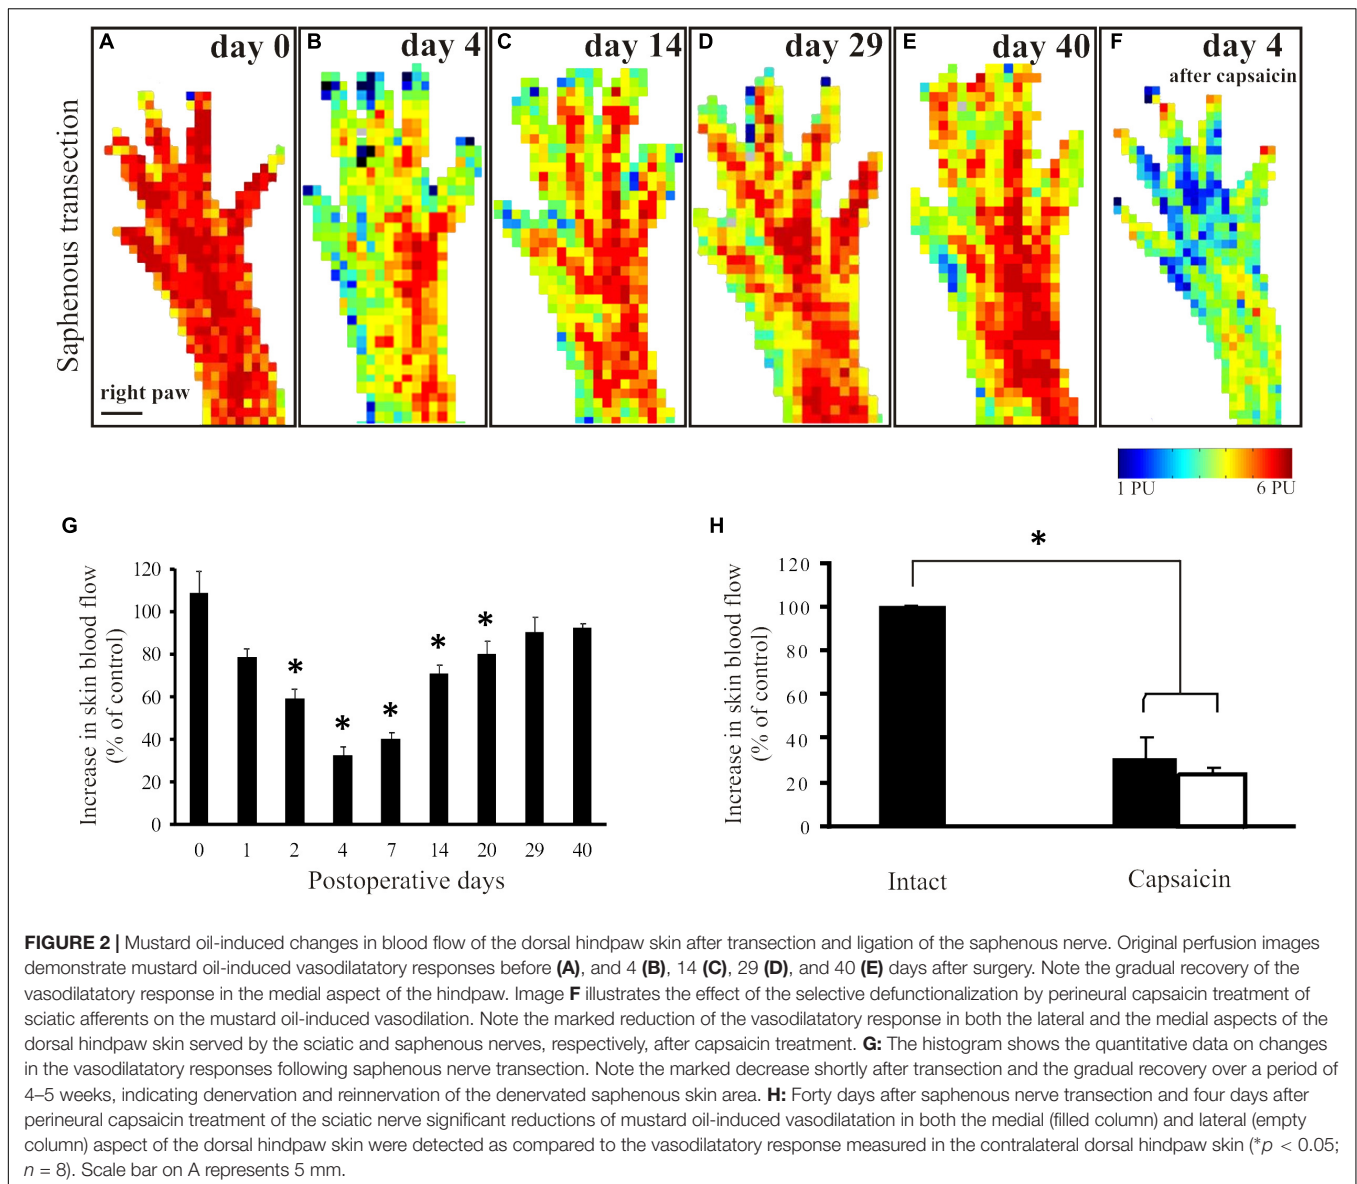 A day 0
B day 4
C day 14
D day 29
E day 40
F day 4
after capsaicin
Saphenous transection
right paw
1 PU 6 PU
G
Increase in skin blood flow
(% of control)
120
100
80
60
40
20
0
* * * * *
0 1 2 4 7 14 20 29 40
Postoperative days
H
Increase in skin blood flow
(% of control)
120
100
80
60
40
20
0
*
Intact Capsaicin
FIGURE 2 | Mustard oil-induced changes in blood flow of the dorsal hindpaw skin after transection and ligation of the saphenous nerve. Original perfusion images
demonstrate mustard oil-induced vasodilatatory responses before (A), and 4 (B), 14 (C), 29 (D), and 40 (E) days after surgery. Note the gradual recovery of the
vasodilatatory response in the medial aspect of the hindpaw. Image F illustrates the effect of the selective defunctionalization by perineural capsaicin treatment of
sciatic afferents on the mustard oil-induced vasodilation. Note the marked reduction of the vasodilatatory response in both the lateral and the medial aspects of the
dorsal hindpaw skin served by the sciatic and saphenous nerves, respectively, after capsaicin treatment. G: The histogram shows the quantitative data on changes
in the vasodilatatory responses following saphenous nerve transection. Note the marked decrease shortly after transection and the gradual recovery over a period of
4–5 weeks, indicating denervation and reinnervation of the denervated saphenous skin area. H: Forty days after saphenous nerve transection and four days after
perineural capsaicin treatment of the sciatic nerve significant reductions of mustard oil-induced vasodilatation in both the medial (filled column) and lateral (empty
column) aspect of the dorsal hindpaw skin were detected as compared to the vasodilatatory response measured in the contralateral dorsal hindpaw skin (*p < 0.05;
n = 8). Scale bar on A represents 5 mm.